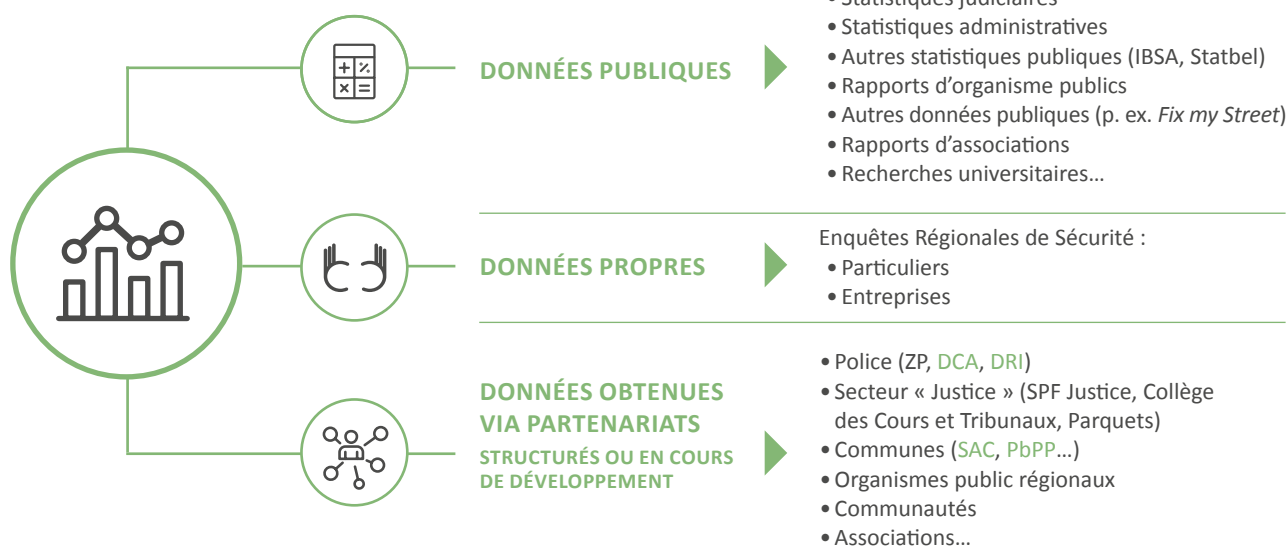 • Statistiques judiciaires
• Statistiques administratives
• Autres statistiques publiques (IBSA, Statbel)
• Rapports d'organisme publics
• Autres données publiques (p. ex. Fix my Street)
• Rapports d'associations
• Recherches universitaires…
DONNÉES PUBLIQUES
Enquêtes Régionales de Sécurité :
• Particuliers
• Entreprises
DONNÉES PROPRES
DONNÉES OBTENUES
VIA PARTENARIATS
STRUCTURÉS OU EN COURS
DE DÉVELOPPEMENT
• Police (ZP, DCA, DRI)
• Secteur « Justice » (SPF Justice, Collège
des Cours et Tribunaux, Parquets)
• Communes (SAC, PbPP…)
• Organismes public régionaux
• Communautés
• Associations…